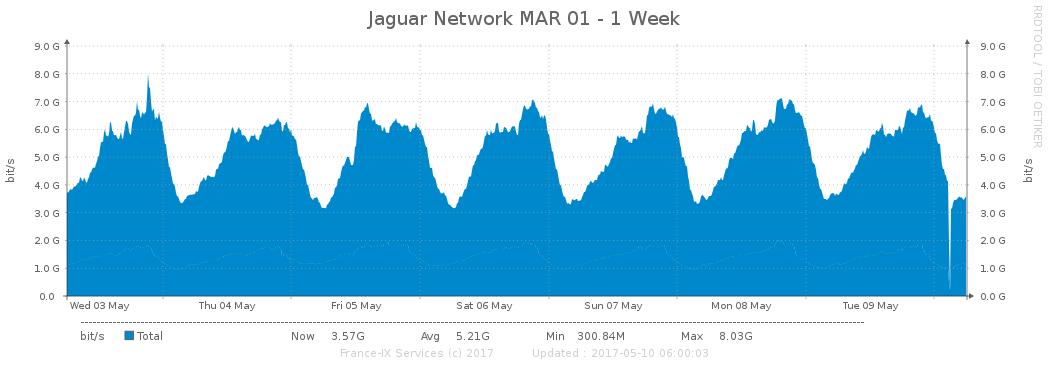 Jaguar Network MAR 01 - 1 Week
RRDTOOL / TOBI OETIKER
bit/s
9.0 G 9.0 G
8.0 G 8.0 G
7.0 G 7.0 G
6.0 G 6.0 G
5.0 G 5.0 G
4.0 G 4.0 G
3.0 G 3.0 G
2.0 G 2.0 G
1.0 G 1.0 G
0.0 0.0 G
bit/s
Wed 03 May Thu 04 May Fri 05 May Sat 06 May Sun 07 May Mon 08 May Tue 09 May
bit/s Total Now 3.57G Avg 5.21G Min 300.84M Max 8.03G
France-IX Services (c) 2017 Updated : 2017-05-10 06:00:03